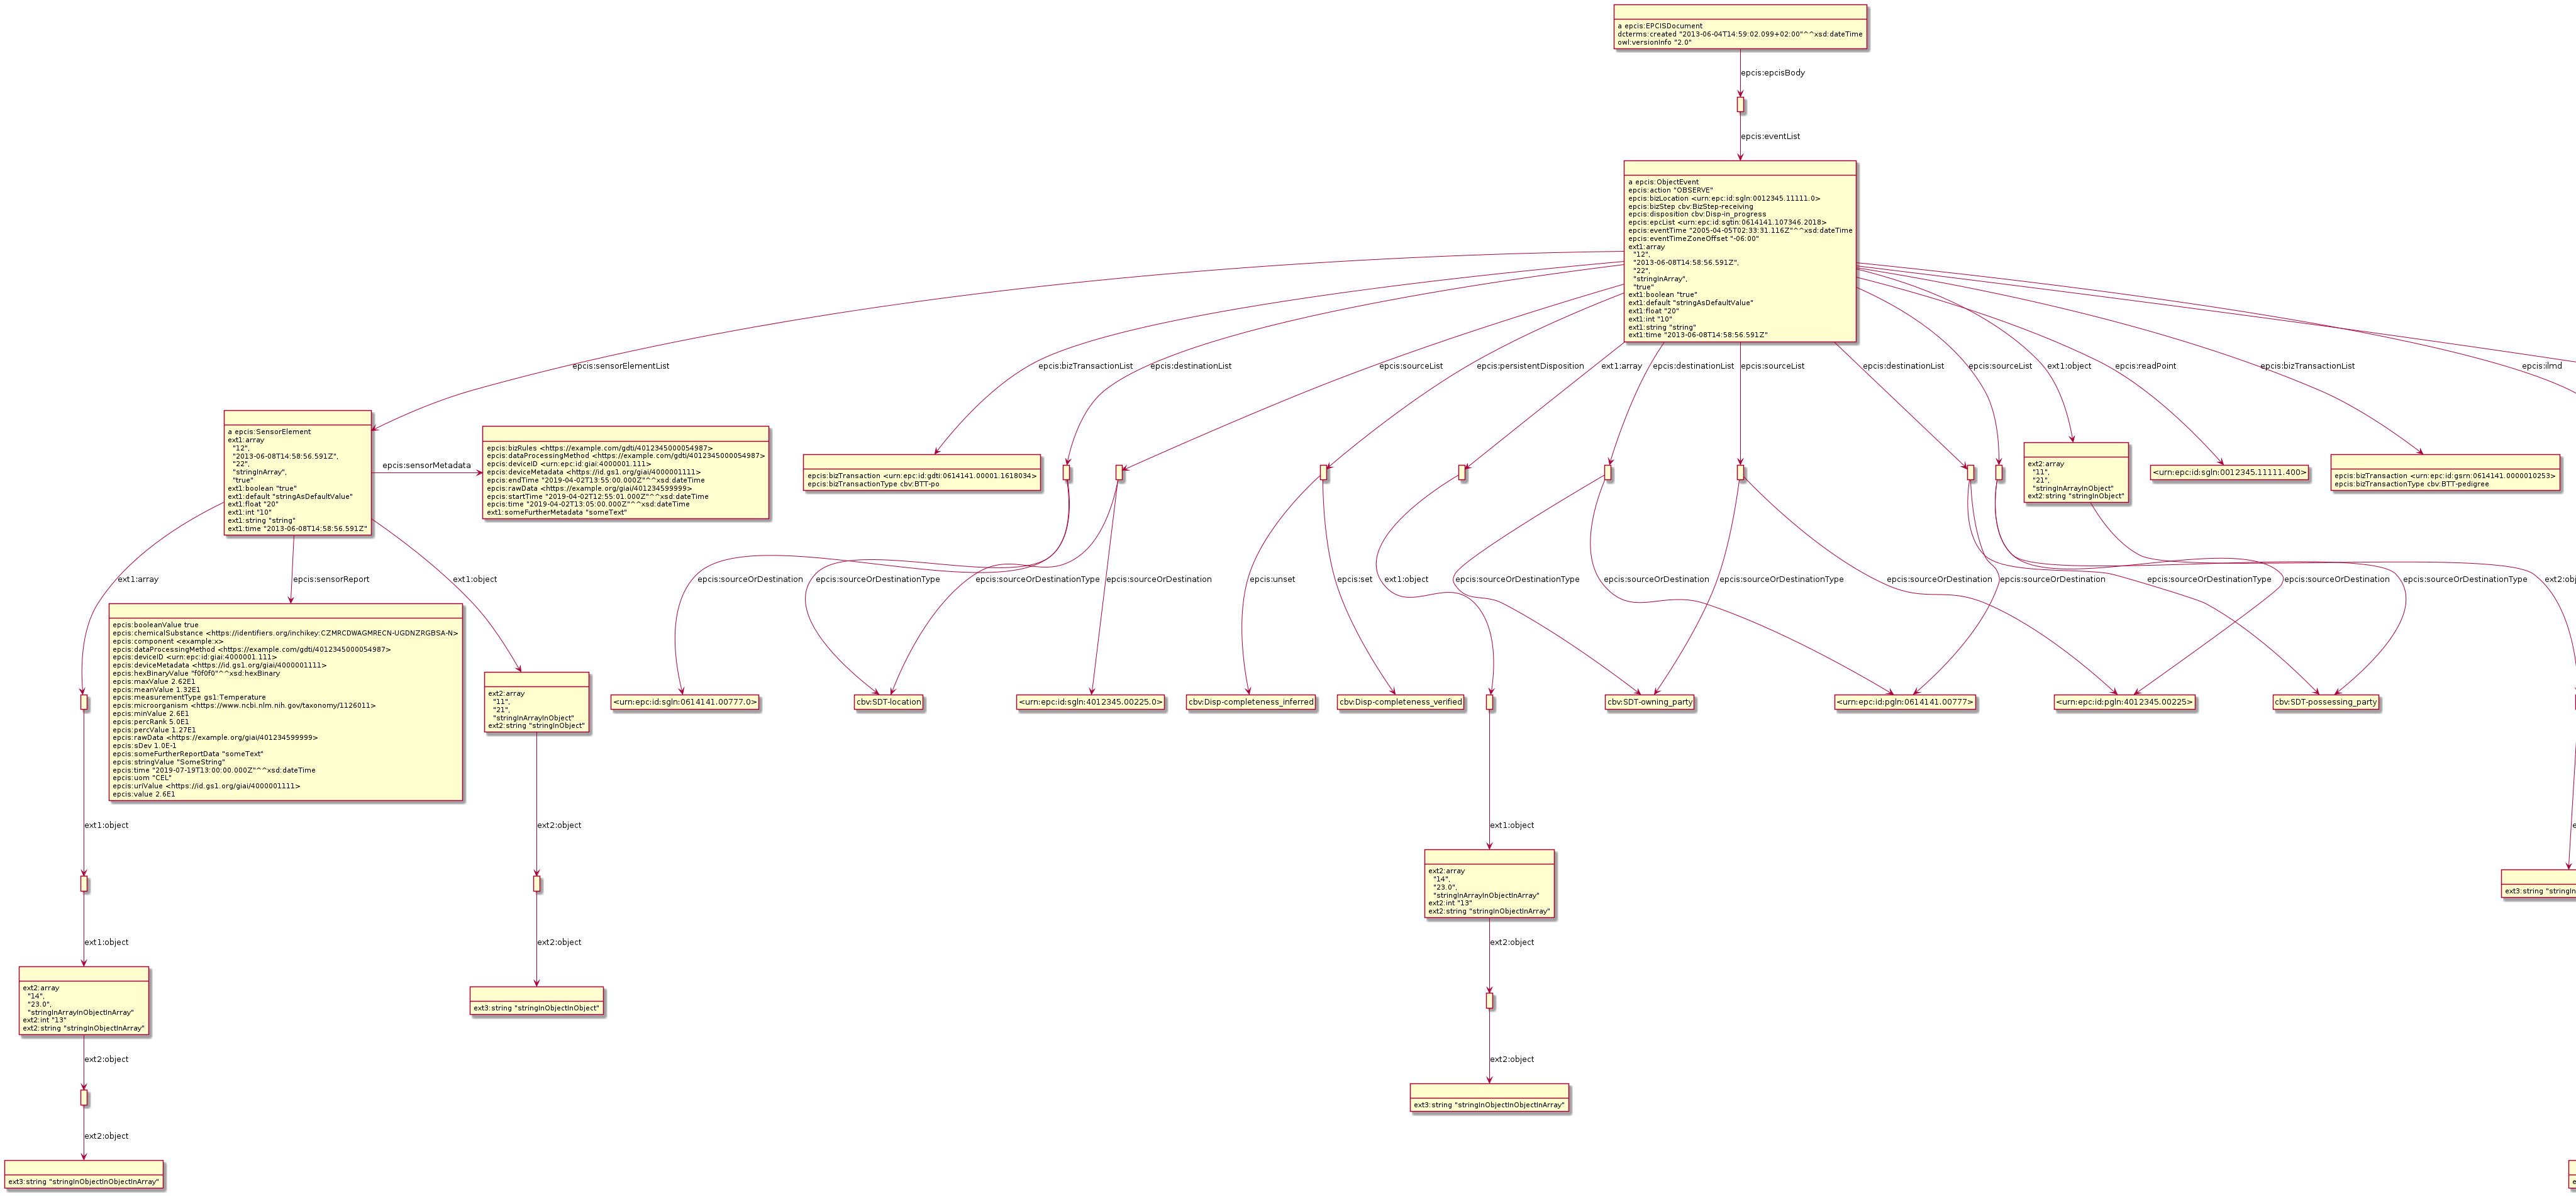 a epcis:EPCISDocument
dcterms:created "2013-06-04T14:59:02.099+02:00"^^xsd:dateTime
owl:versionInfo "2.0"
epcis:epcisBody
epcis:eventList
a epcis:ObjectEvent
epcis:action "OBSERVE"
epcis:bizLocation <urn:epc:id:sgln:0012345.11111.0>
epcis:bizStep cbv:BizStep-receiving
epcis:disposition cbv:Disp-in_progress
epcis:epcList <urn:epc:id:sgtin:0614141.107346.2018>
epcis:eventTime "2005-04-05T02:33:31.116Z"^^xsd:dateTime
epcis:eventTimeZoneOffset "-06:00"
ext1:array
"12",
"2013-06-08T14:58:56.591Z",
"22",
"stringInArray",
"true"
ext1:boolean "true"
ext1:default "stringAsDefaultValue"
ext1:float "20"
ext1:int "10"
ext1:string "string"
ext1:time "2013-06-08T14:58:56.591Z"
epcis:sensorElementList
epcis:bizTransactionList
epcis:destinationList
epcis:sourceList
epcis:persistentDisposition
ext1:array
epcis:destinationList
epcis:sourceList
epcis:destinationList
epcis:sourceList
ext1:object
epcis:readPoint
epcis:bizTransactionList
epcis:ilmd
a epcis:SensorElement
ext1:array
"12",
"2013-06-08T14:58:56.591Z",
"22",
"stringInArray",
"true"
ext1:boolean "true"
ext1:default "stringAsDefaultValue"
ext1:float "20"
ext1:int "10"
ext1:string "string"
ext1:time "2013-06-08T14:58:56.591Z"
epcis:sensorMetadata
epcis:bizRules <https://example.com/gdti/4012345000054987>
epcis:dataProcessingMethod <https://example.com/gdti/4012345000054987>
epcis:deviceID <urn:epc:id:giai:4000001.111>
epcis:deviceMetadata <https://id.gs1.org/giai/4000001111>
epcis:endTime "2019-04-02T13:55:00.000Z"^^xsd:dateTime
epcis:rawData <https://example.org/giai/401234599999>
epcis:startTime "2019-04-02T12:55:01.000Z"^^xsd:dateTime
epcis:time "2019-04-02T13:05:00.000Z"^^xsd:dateTime
ext1:someFurtherMetadata "someText"
epcis:bizTransaction <urn:epc:id:gdti:0614141.00001.1618034>
epcis:bizTransactionType cbv:BTT-po
ext2:array
"11",
"21",
"stringInArrayInObject"
ext2:string "stringInObject"
<urn:epc:id:sgln:0012345.11111.400>
epcis:bizTransaction <urn:epc:id:gsrn:0614141.0000010253>
epcis:bizTransactionType cbv:BTT-pedigree
ext1:array
epcis:sensorReport
ext1:object
epcis:sourceOrDestination
epcis:sourceOrDestinationType
epcis:sourceOrDestinationType
epcis:sourceOrDestination
epcis:unset
epcis:set
ext1:object
epcis:sourceOrDestinationType
epcis:sourceOrDestination
epcis:sourceOrDestinationType
epcis:sourceOrDestination
epcis:sourceOrDestination
epcis:sourceOrDestinationType
epcis:sourceOrDestination
epcis:sourceOrDestinationType
epcis:booleanValue true
epcis:chemicalSubstance <https://identifiers.org/inchikey:CZMRCDWAGMRECN-UGDNZRGBSA-N>
epcis:component <example:x>
epcis:dataProcessingMethod <https://example.com/gdti/4012345000054987>
epcis:deviceID <urn:epc:id:giai:4000001.111>
epcis:deviceMetadata <https://id.gs1.org/giai/4000001111>
epcis:hexBinaryValue "f0f0f0"^^xsd:hexBinary
epcis:maxValue 2.62E1
epcis:meanValue 1.32E1
epcis:measurementType gs1:Temperature
epcis:microorganism <https://www.ncbi.nlm.nih.gov/taxonomy/1126011>
epcis:minValue 2.6E1
epcis:percRank 5.0E1
epcis:percValue 1.27E1
epcis:rawData <https://example.org/giai/401234599999>
epcis:sDev 1.0E-1
epcis:someFurtherReportData "someText"
epcis:stringValue "SomeString"
epcis:time "2019-07-19T13:00:00.000Z"^^xsd:dateTime
epcis:uom "CEL"
epcis:uriValue <https://id.gs1.org/giai/4000001111>
epcis:value 2.6E1
ext2:array
"11",
"21",
"stringInArrayInObject"
ext2:string "stringInObject"
<urn:epc:id:sgln:0614141.00777.0>
cbv:SDT-location
<urn:epc:id:sgln:4012345.00225.0>
cbv:Disp-completeness_inferred
cbv:Disp-completeness_verified
cbv:SDT-owning_party
<urn:epc:id:pgln:0614141.00777>
<urn:epc:id:pgln:4012345.00225>
cbv:SDT-possessing_party
ext1:object
ext2:object
ext1:object
ext2:array
"14",
"23.0",
"stringInArrayInObjectInArray"
ext2:int "13"
ext2:string "stringInObjectInArray"
ext1:object
ext2:object
ext2:object
ext2:array
"14",
"23.0",
"stringInArrayInObjectInArray"
ext2:int "13"
ext2:string "stringInObjectInArray"
ext3:string "stringInObjectInObject"
ext2:object
ext2:object
ext3:string "stringInObjectInObjectInArray"
ext2:object
ext3:string "stringInObjectInObjectInArray"